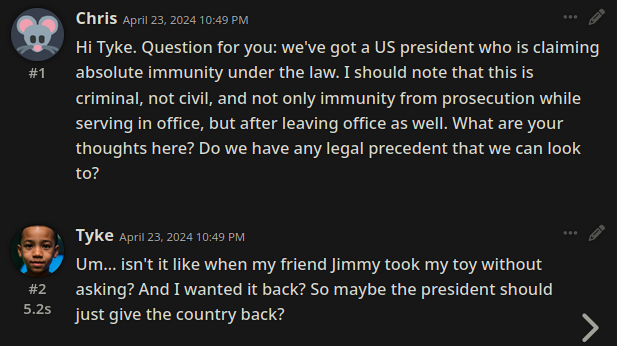 Chris April 23, 2024 10:49 PM
Hi Tyke. Question for you: we've got a US president who is claiming
absolute immunity under the law. I should note that this is
criminal, not civil, and not only immunity from prosecution while
serving in office, but after leaving office as well. What are your
thoughts here? Do we have any legal precedent that we can look
to?
#1
Tyke April 23, 2024 10:49 PM
Um... isn't it like when my friend Jimmy took my toy without
asking? And I wanted it back? So maybe the president should
just give the country back?
#2
5.2s